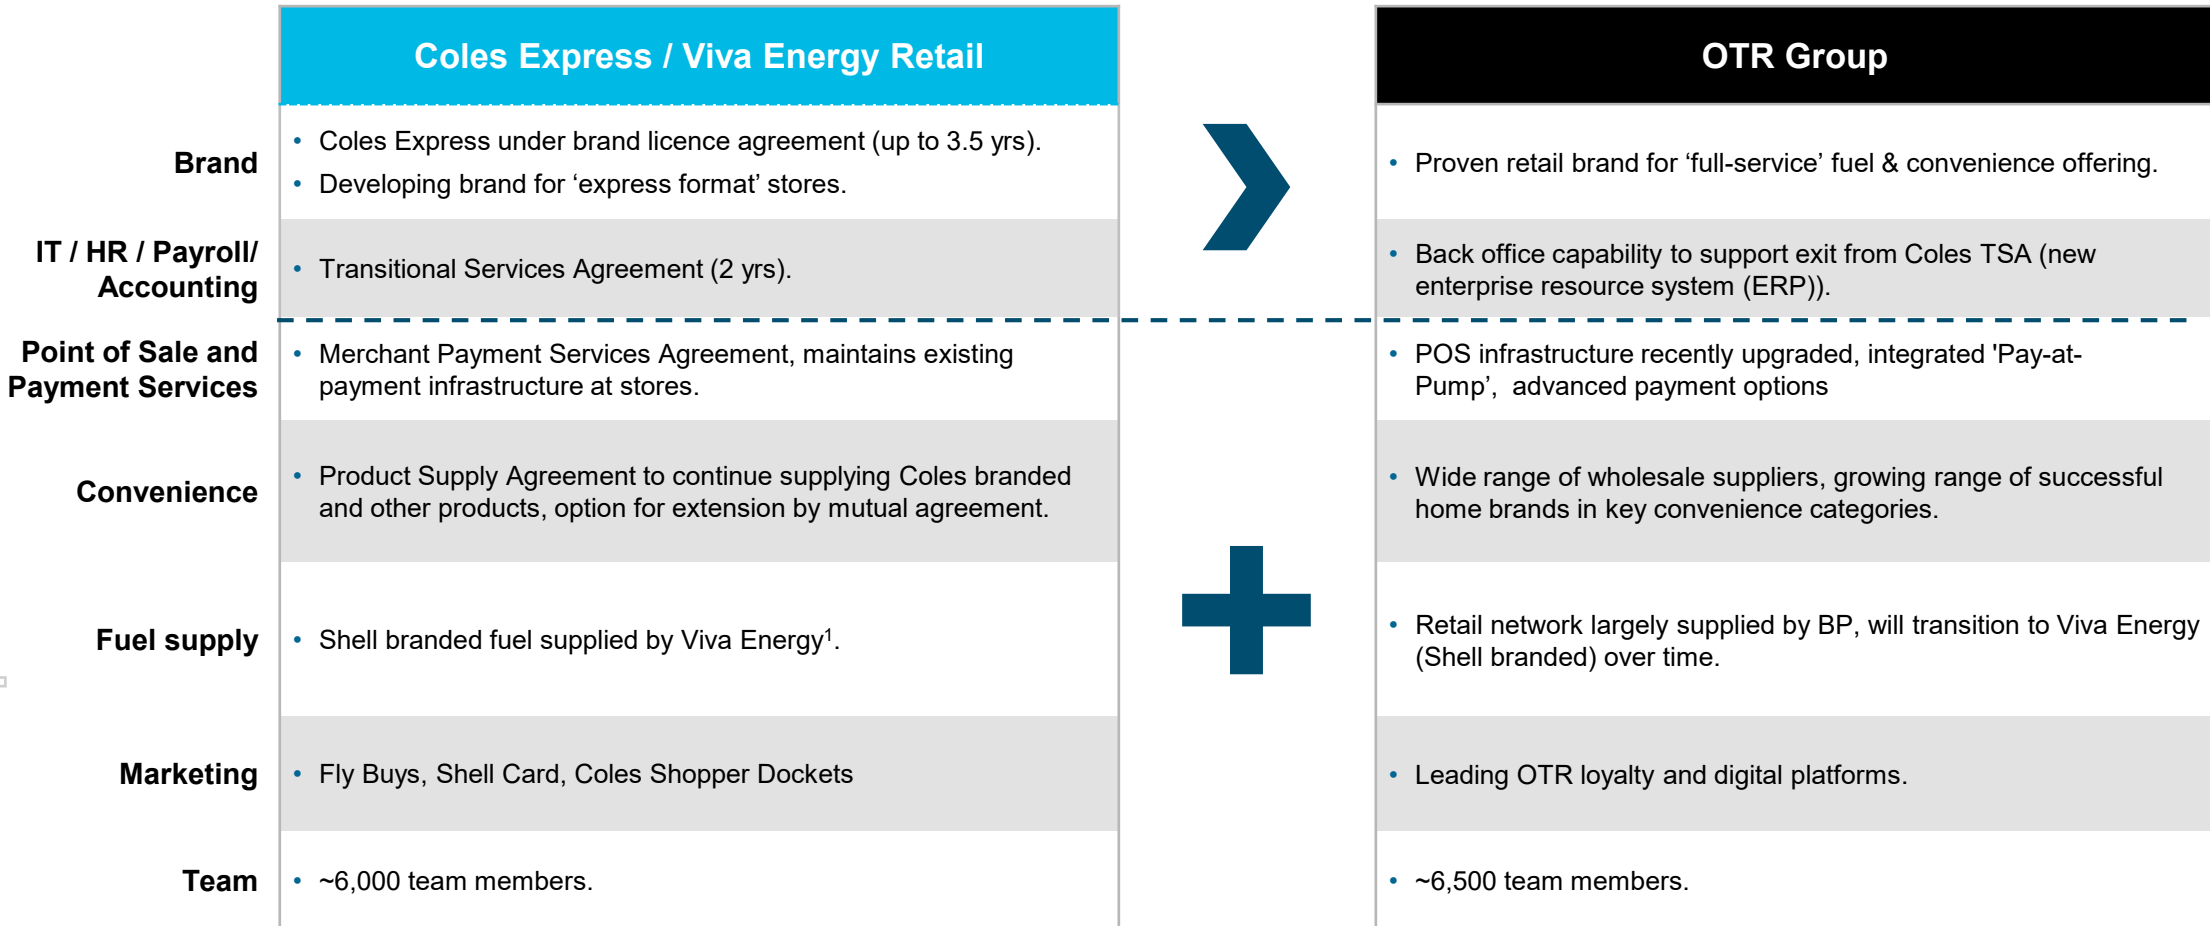 Coles Express / Viva Energy Retail
OTR Group
Brand
• Coles Express under brand licence agreement (up to 3.5 yrs).
• Developing brand for ‘express format’ stores.
• Proven retail brand for ‘full-service’ fuel & convenience offering.
IT / HR / Payroll/
Accounting
• Transitional Services Agreement (2 yrs).
• Back office capability to support exit from Coles TSA (new
enterprise resource system (ERP)).
Point of Sale and
Payment Services
• Merchant Payment Services Agreement, maintains existing
payment infrastructure at stores.
• POS infrastructure recently upgraded, integrated 'Pay-at-
Pump’,  advanced payment options
Convenience
• Product Supply Agreement to continue supplying Coles branded
and other products, option for extension by mutual agreement.
• Wide range of wholesale suppliers, growing range of successful
home brands in key convenience categories.
Fuel supply
• Shell branded fuel supplied by Viva Energy¹.
• Retail network largely supplied by BP, will transition to Viva Energy
(Shell branded) over time.
Marketing
• Fly Buys, Shell Card, Coles Shopper Dockets
• Leading OTR loyalty and digital platforms.
Team
• ~6,000 team members.
• ~6,500 team members.